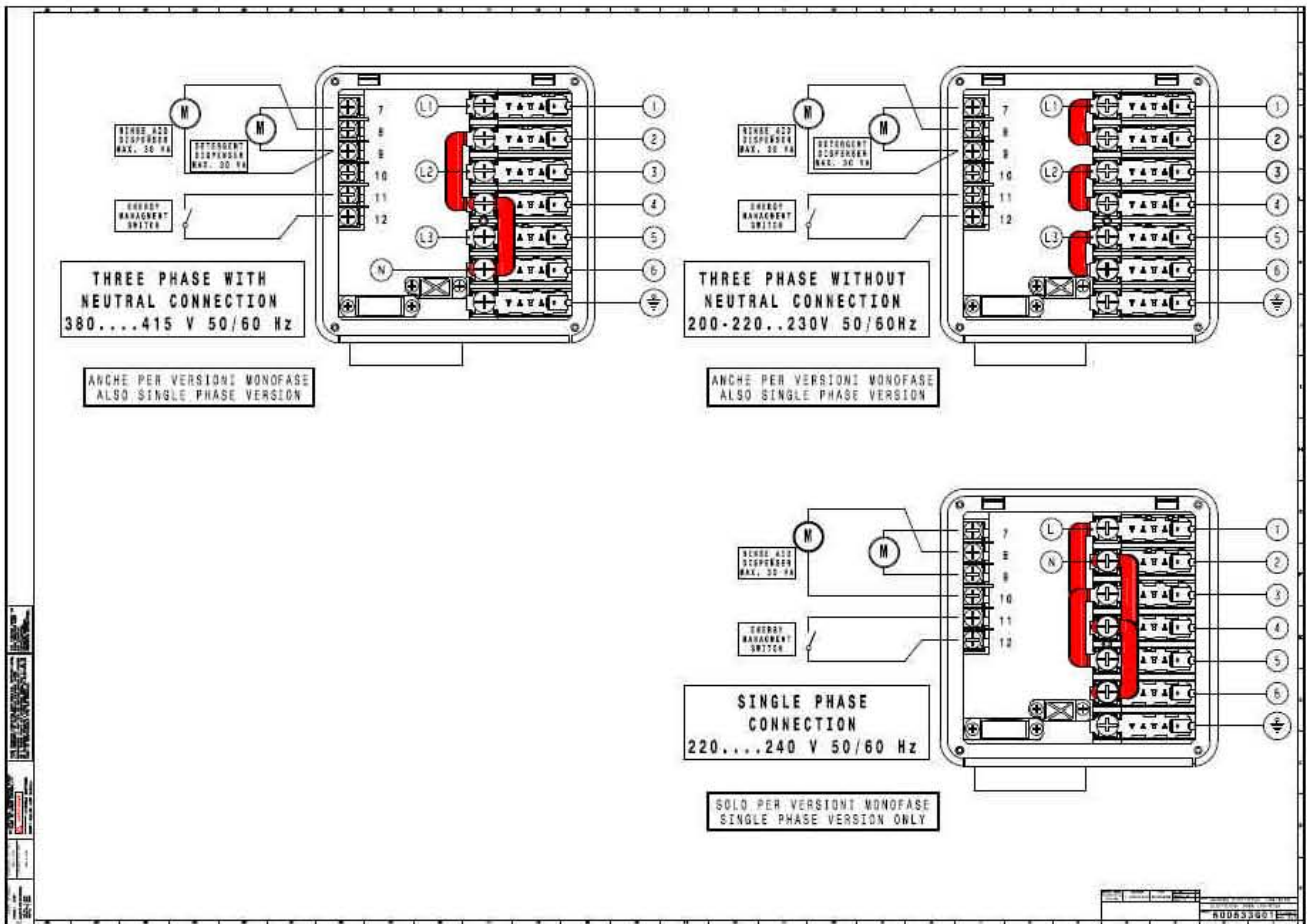 L1
L2
L3
N
1
2
3
4
5
6
7
8
9
10
11
12
M
M
RINSE AID
DISPENSER
MAX. 30 VA
DETERGENT
DISPENSER
MAX. 30 VA
ENERGY
MANAGMENT
SWITCH
THREE PHASE WITH
NEUTRAL CONNECTION
380....415 V 50/60 Hz
ANCHE PER VERSIONI MONOFASE
ALSO SINGLE PHASE VERSION
L1
L2
L3
1
2
3
4
5
6
7
8
9
10
11
12
M
M
RINSE AID
DISPENSER
MAX. 30 VA
DETERGENT
DISPENSER
MAX. 30 VA
ENERGY
MANAGMENT
SWITCH
THREE PHASE WITHOUT
NEUTRAL CONNECTION
200-220..230V 50/60Hz
ANCHE PER VERSIONI MONOFASE
ALSO SINGLE PHASE VERSION
L
N
1
2
3
4
5
6
7
8
9
10
11
12
M
M
RINSE AID
DISPENSER
MAX. 30 VA
ENERGY
MANAGMENT
SWITCH
SINGLE PHASE
CONNECTION
220....240 V 50/60 Hz
SOLO PER VERSIONI MONOFASE
SINGLE PHASE VERSION ONLY